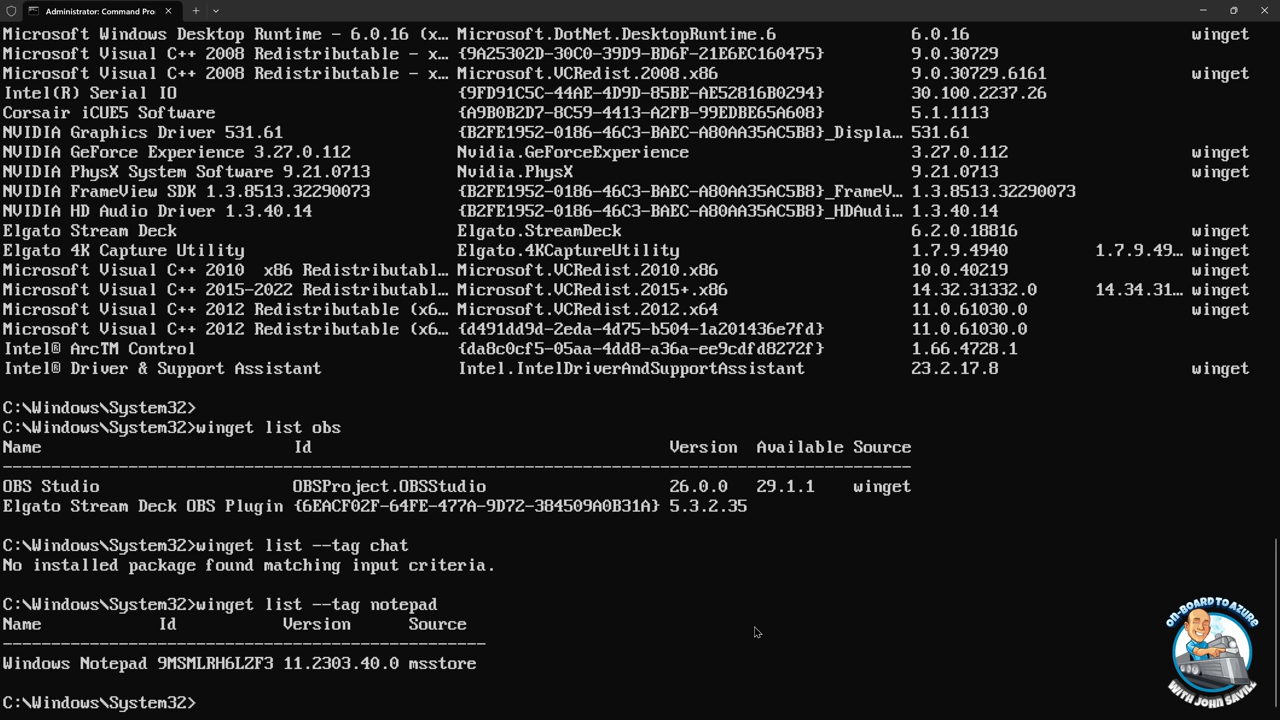 Administrator: Command Pro
Microsoft Windows Desktop Runtime - 6.0.16 (x… Microsoft.DotNet.DesktopRuntime.6 6.0.16 winget
Microsoft Visual C++ 2008 Redistributable - x… {9A25302D-30C0-39D9-BD6F-21E6EC160475} 9.0.30729
Microsoft Visual C++ 2008 Redistributable - x… Microsoft.VCRedist.2008.x86 9.0.30729.6161 winget
Intel(R) Serial IO {9FD91C5C-44AE-4D9D-85BE-AE52816B0294} 30.100.2237.26
Corsair iCUE5 Software {A9B0B2D7-8C59-4413-A2FB-99EDBE65A608} 5.1.1113
NVIDIA Graphics Driver 531.61 {B2FE1952-0186-46C3-BAEC-A80AA35AC5B8}_Displa… 531.61
NVIDIA GeForce Experience 3.27.0.112 Nvidia.GeForceExperience 3.27.0.112 winget
NVIDIA PhysX System Software 9.21.0713 Nvidia.PhysX 9.21.0713 winget
NVIDIA FrameView SDK 1.3.8513.32290073 {B2FE1952-0186-46C3-BAEC-A80AA35AC5B8}_FrameV… 1.3.8513.32290073
NVIDIA HD Audio Driver 1.3.40.14 {B2FE1952-0186-46C3-BAEC-A80AA35AC5B8}_HDAudi… 1.3.40.14
Elgato Stream Deck Elgato.StreamDeck 6.2.0.18816 winget
Elgato 4K Capture Utility Elgato.4KCaptureUtility 1.7.9.4940 1.7.9.49… winget
Microsoft Visual C++ 2010  x86 Redistributabl… Microsoft.VCRedist.2010.x86 10.0.40219 winget
Microsoft Visual C++ 2015-2022 Redistributabl… Microsoft.VCRedist.2015+.x86 14.32.31332.0 14.34.31… winget
Microsoft Visual C++ 2012 Redistributable (x6… Microsoft.VCRedist.2012.x64 11.0.61030.0 winget
Microsoft Visual C++ 2012 Redistributable (x6… {d491dd9d-2eda-4d75-b504-1a201436e7fd} 11.0.61030.0
Intel® ArcTM Control {da8c0cf5-05aa-4dd8-a36a-ee9cdfd8272f} 1.66.4728.1
Intel® Driver & Support Assistant Intel.IntelDriverAndSupportAssistant 23.2.17.8 winget
C:\Windows\System32>
C:\Windows\System32>winget list obs
Name Id Version Available Source
OBS Studio OBSProject.OBSStudio 26.0.0 29.1.1 winget
Elgato Stream Deck OBS Plugin {6EACF02F-64FE-477A-9D72-384509A0B31A} 5.3.2.35
C:\Windows\System32>winget list --tag chat
No installed package found matching input criteria.
C:\Windows\System32>winget list --tag notepad
Name Id Version Source
Windows Notepad 9MSMLRH6LZF3 11.2303.40.0 msstore
C:\Windows\System32>
ON-BOARD TO AZURE
WITH JOHN SAVILL